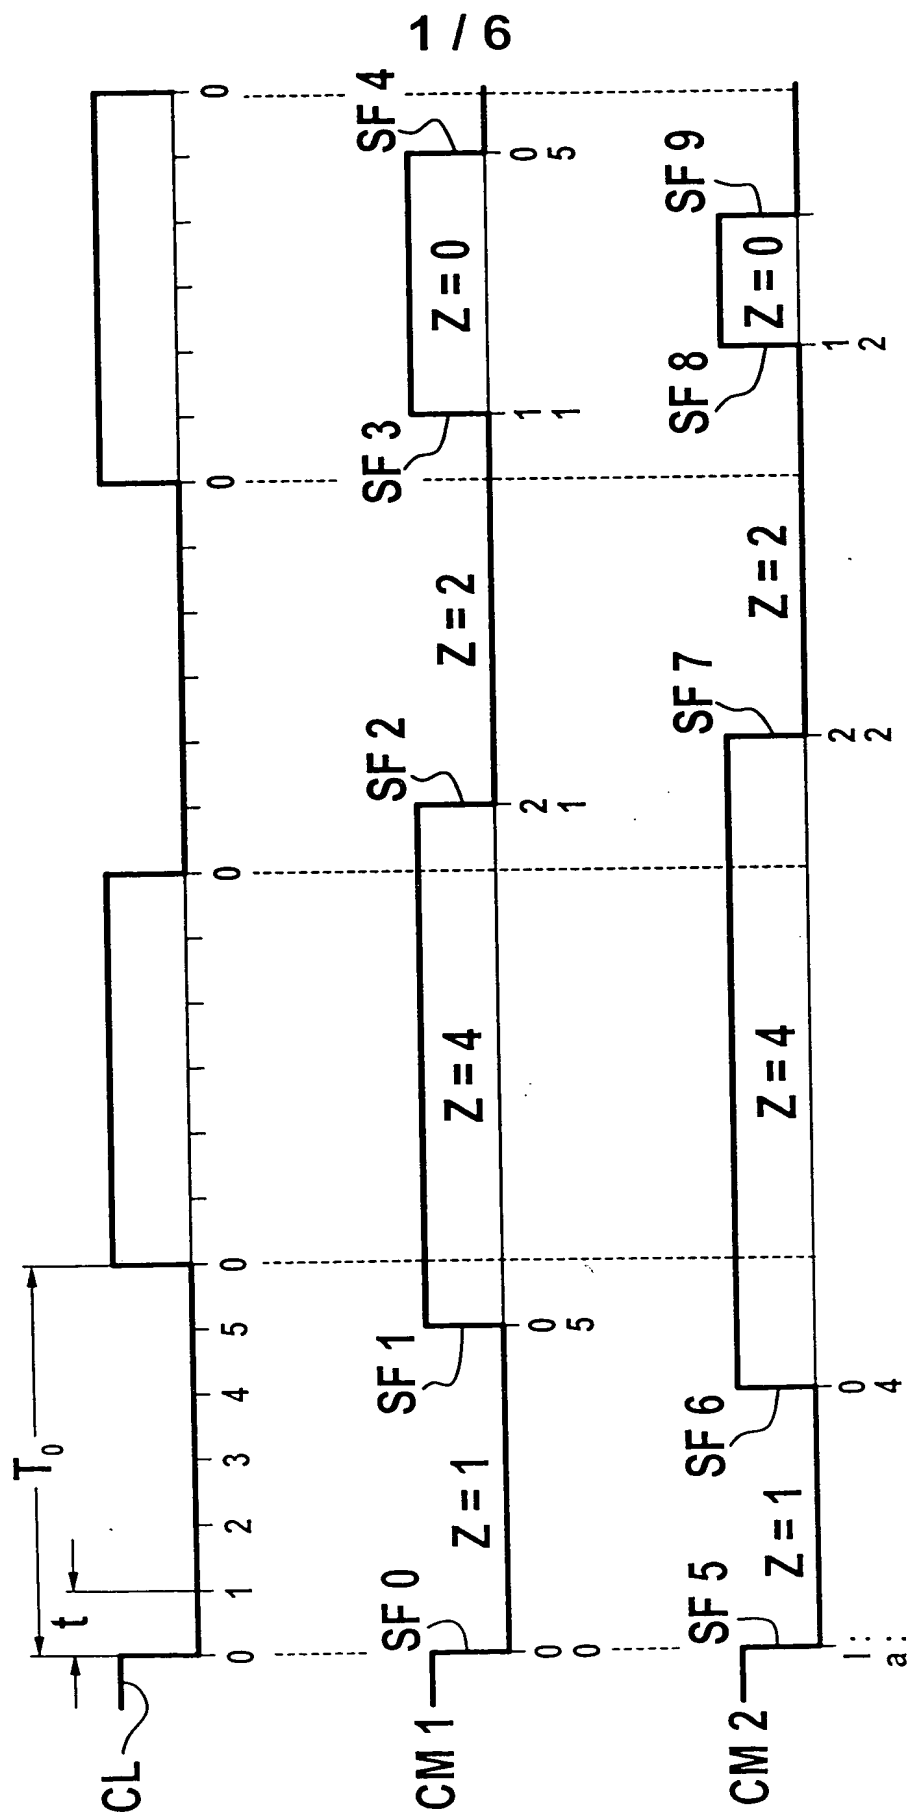 1 / 6
CL
t
T0
0 1 2 3 4 5 0 0 0 0
CM 1
SF 0
Z = 1
SF 1
Z = 4
SF 2
Z = 2
SF 3
Z = 0
SF 4
0 0 2 1 0
0 5 1 1 5
CM 2
SF 5
Z = 1
SF 6
Z = 4
SF 7
Z = 2
SF 8
Z = 0
SF 9
l : 0 2 1
a : 4 2 2